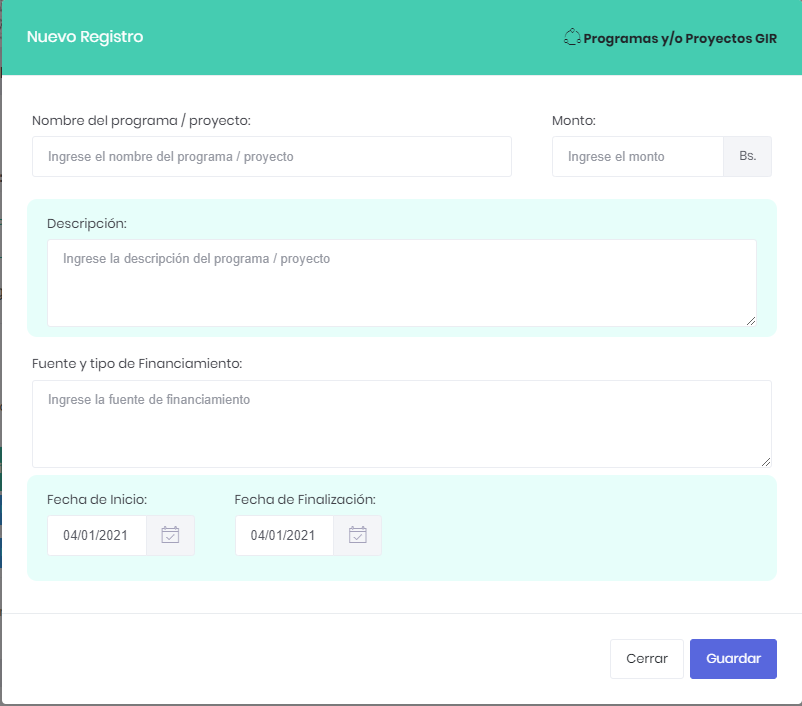 Nuevo Registro
Programas y/o Proyectos GIR
Nombre del programa / proyecto:
Monto:
Ingrese el nombre del programa / proyecto
Ingrese el monto
Bs.
Descripción:
Ingrese la descripción del programa / proyecto
Fuente y tipo de Financiamiento:
Ingrese la fuente de financiamiento
Fecha de Inicio:
Fecha de Finalización:
04/01/2021
04/01/2021
Cerrar
Guardar